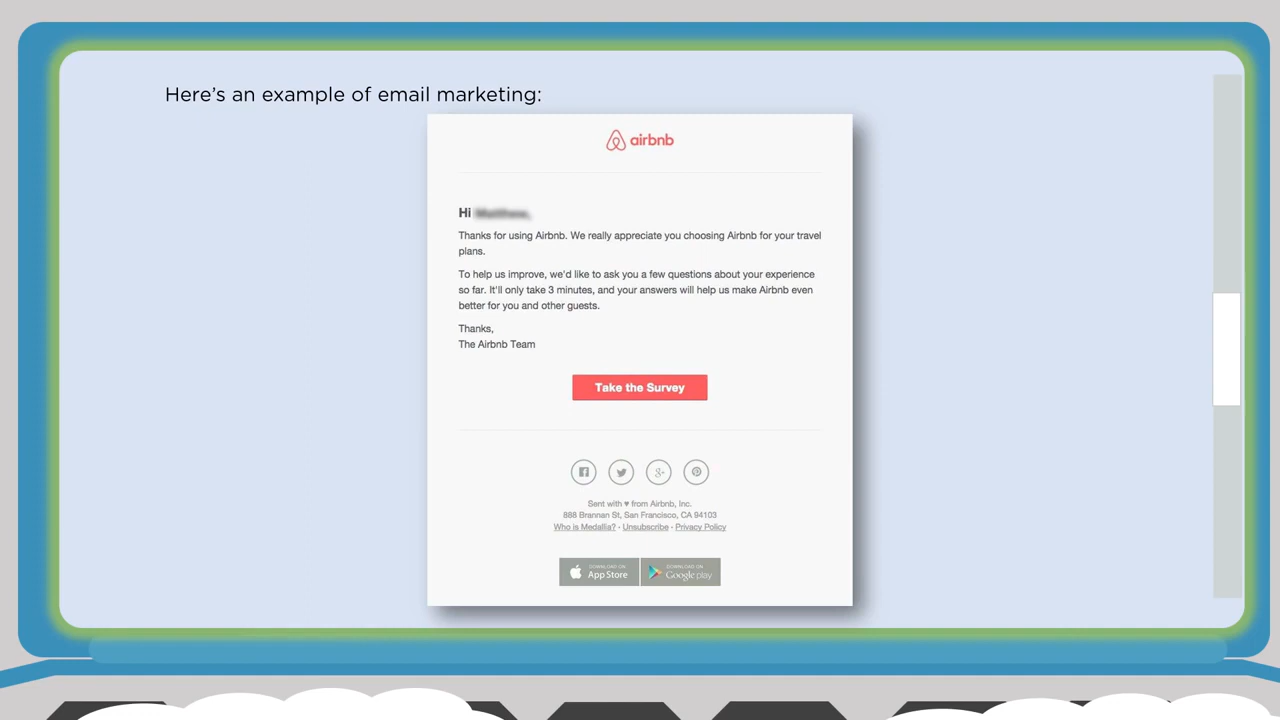 Here's an example of email marketing:
airbnb
Hi
Thanks for using Airbnb. We really appreciate you choosing Airbnb for your travel
plans.
To help us improve, we'd like to ask you a few questions about your experience
so far. It'll only take 3 minutes, and your answers will help us make Airbnb even
better for you and other guests.
Thanks,
The Airbnb Team
Take the Survey
Sent with ♥ from Airbnb, Inc.
888 Brannan St, San Francisco, CA 94103
Who is Medallia? · Unsubscribe · Privacy Policy
DOWNLOAD ON
App Store
DOWNLOAD ON
Google play